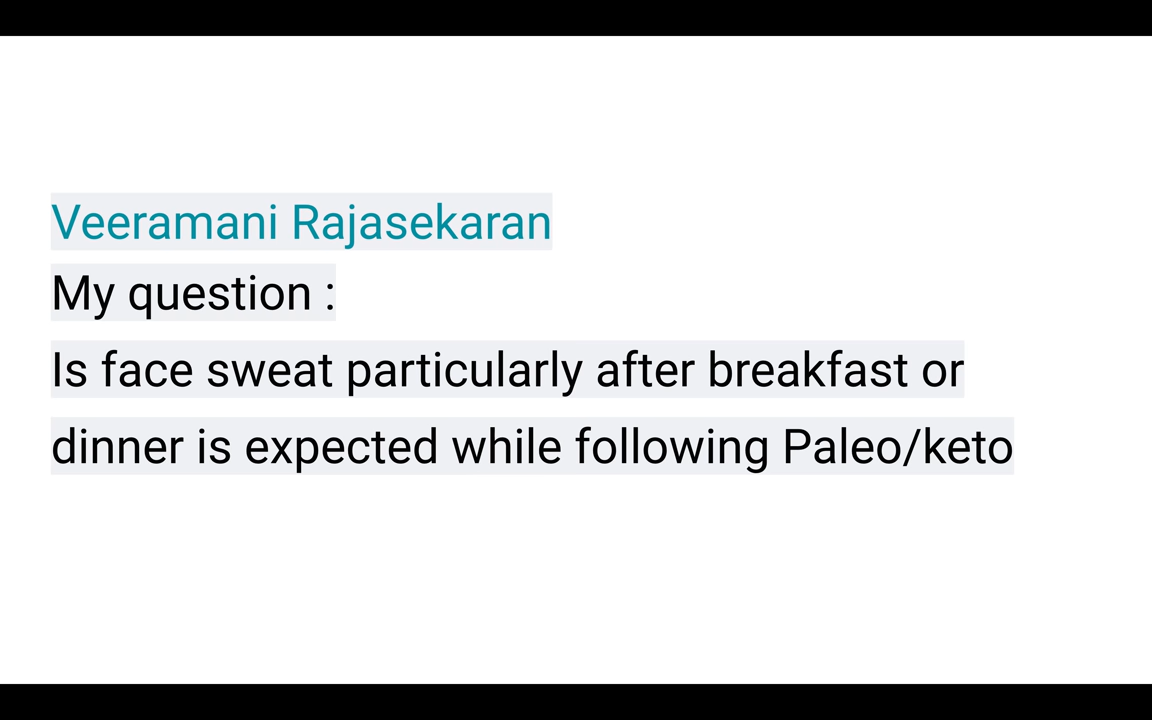 Veeramani Rajasekaran
My question :
Is face sweat particularly after breakfast or
dinner is expected while following Paleo/keto